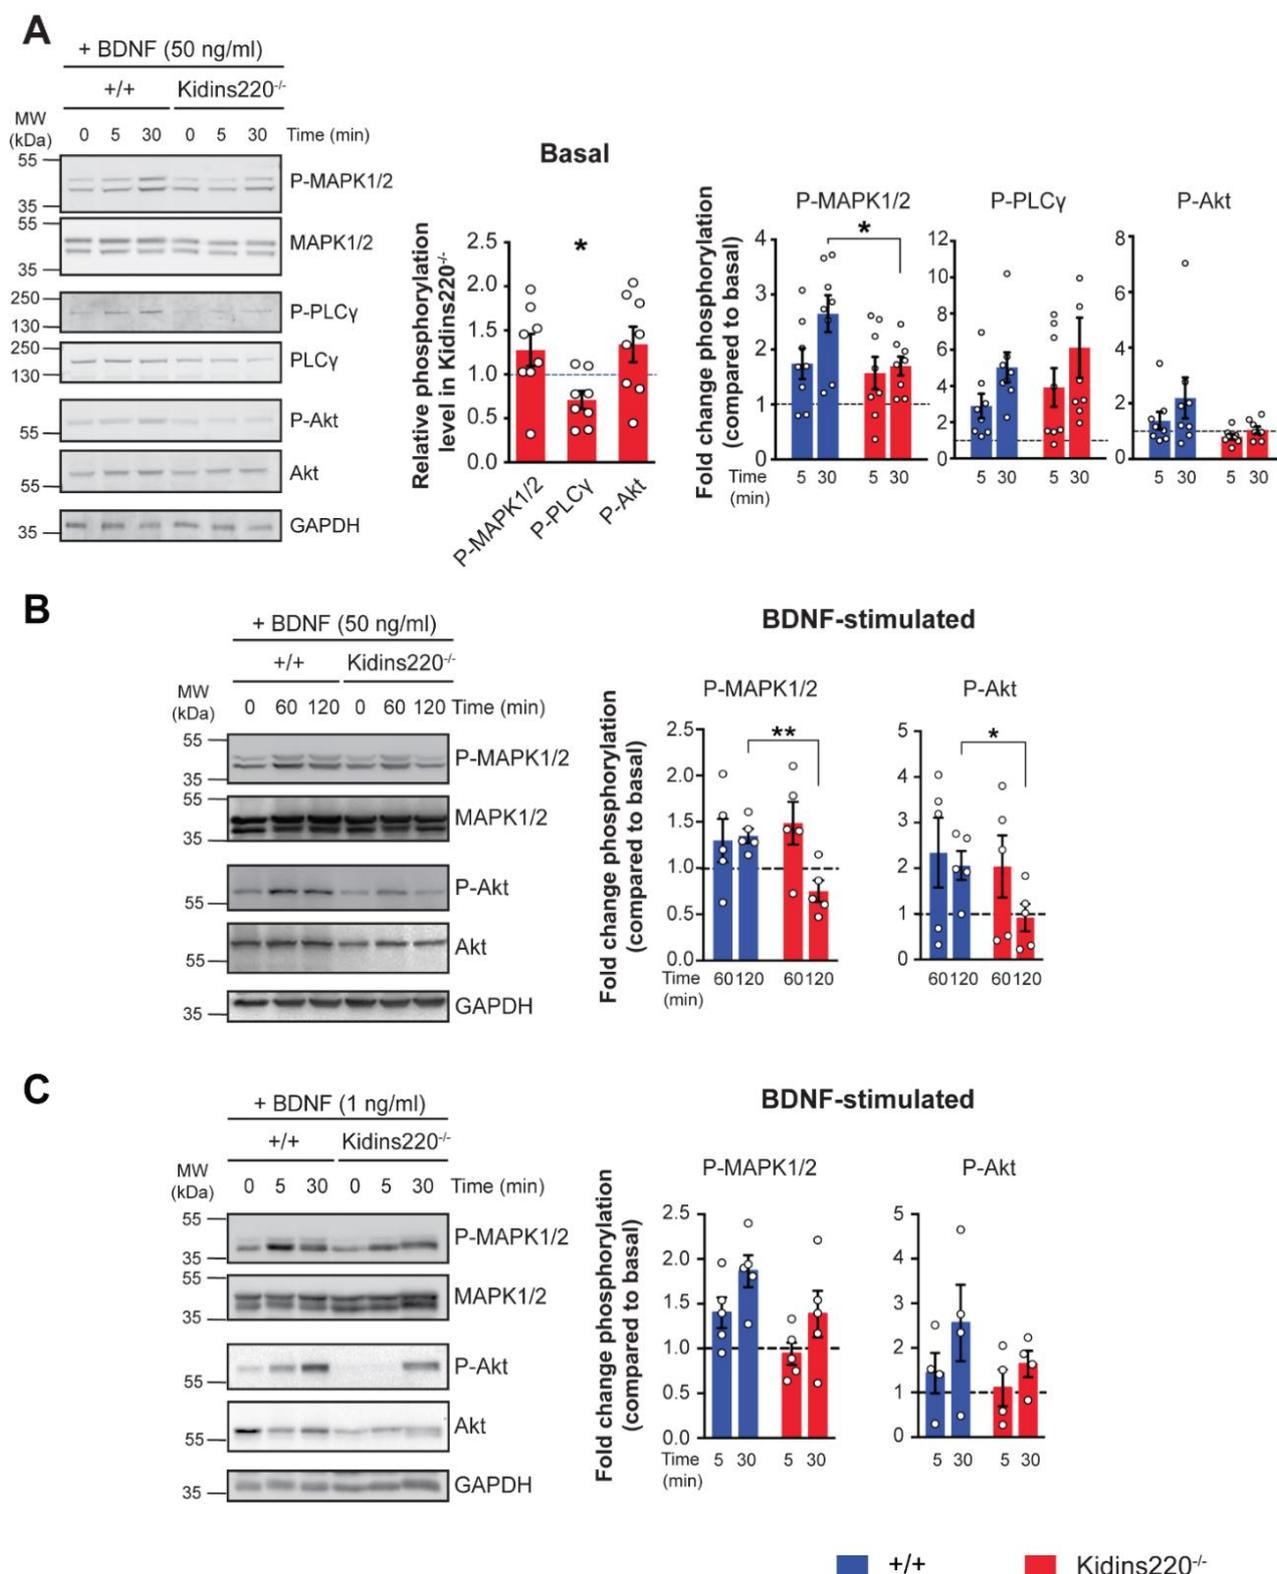 A
+ BDNF (50 ng/ml)
+/+ Kidins220-/-
MW
(kDa)
0 5 30 0 5 30 Time (min)
55
35
P-MAPK1/2
55
35
MAPK1/2
250
130
P-PLCγ
250
130
PLCγ
55
P-Akt
55
Akt
35
GAPDH
Basal
Relative phosphorylation
level in Kidins220-/-
2.5
2.0
1.5
1.0
0.5
0.0
*
P-MAPK1/2
P-PLCγ
P-Akt
Fold change phosphorylation
(compared to basal)
P-MAPK1/2
4
3
2
1
0
*
Time
(min)
5 30 5 30
P-PLCγ
12
10
8
6
4
2
0
5 30 5 30
P-Akt
8
6
4
2
0
5 30 5 30
B
+ BDNF (50 ng/ml)
+/+ Kidins220-/-
MW
(kDa)
0 60 120 0 60 120 Time (min)
55
35
P-MAPK1/2
55
35
MAPK1/2
55
P-Akt
55
Akt
35
GAPDH
BDNF-stimulated
Fold change phosphorylation
(compared to basal)
P-MAPK1/2
2.5
2.0
1.5
1.0
0.5
0.0
**
Time
(min)
60 120 60 120
P-Akt
5
4
3
2
1
0
*
60 120 60 120
C
+ BDNF (1 ng/ml)
+/+ Kidins220-/-
MW
(kDa)
0 5 30 0 5 30 Time (min)
55
35
P-MAPK1/2
55
35
MAPK1/2
55
P-Akt
55
Akt
35
GAPDH
BDNF-stimulated
Fold change phosphorylation
(compared to basal)
P-MAPK1/2
2.5
2.0
1.5
1.0
0.5
0.0
Time
(min)
5 30 5 30
P-Akt
5
4
3
2
1
0
5 30 5 30
+/+ Kidins220-/-